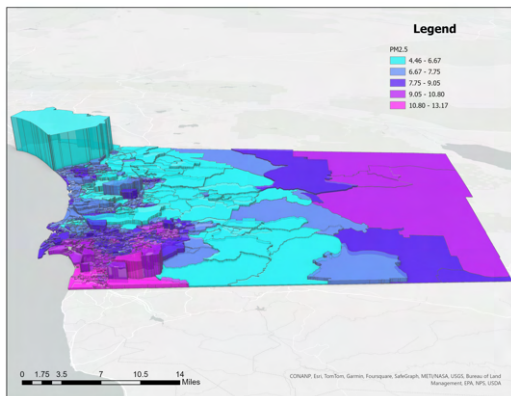 Legend
PM2.5
4.46 - 6.67
6.67 - 7.75
7.75 - 9.05
9.05 - 10.80
10.80 - 13.17
0 1.75 3.5 7 10.5 14
Miles
CONANP, Esri, TomTom, Garmin, Foursquare, SafeGraph, METI/NASA, USGS, Bureau of Land
Management, EPA, NPS, USDA